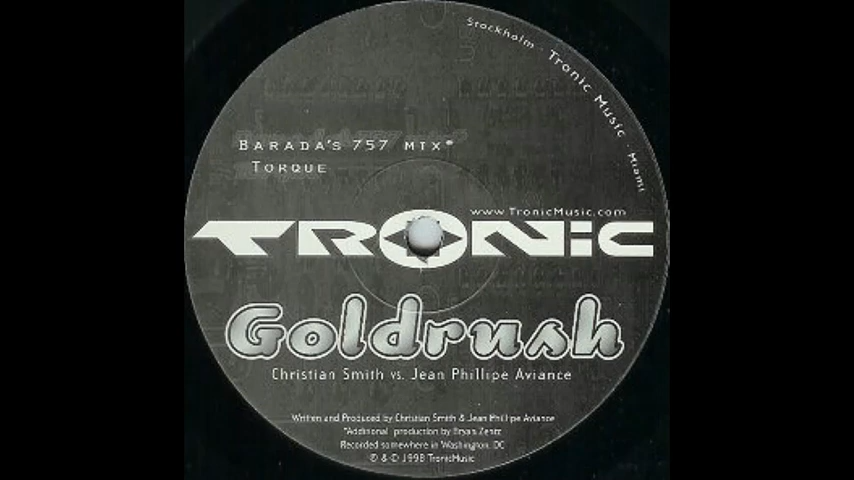 Stockholm · Tronic Music · Miami
BARADA'S 757 MIX*
TORQUE
www.TronicMusic.com
TRONiC
Goldrush
Christian Smith vs. Jean Phillipe Aviance
Written and Produced by Christian Smith & Jean Phillipe Aviance
*Additional production by Bryan Zentz
Recorded somewhere in Washington, DC
© & © 1998 TronicMusic